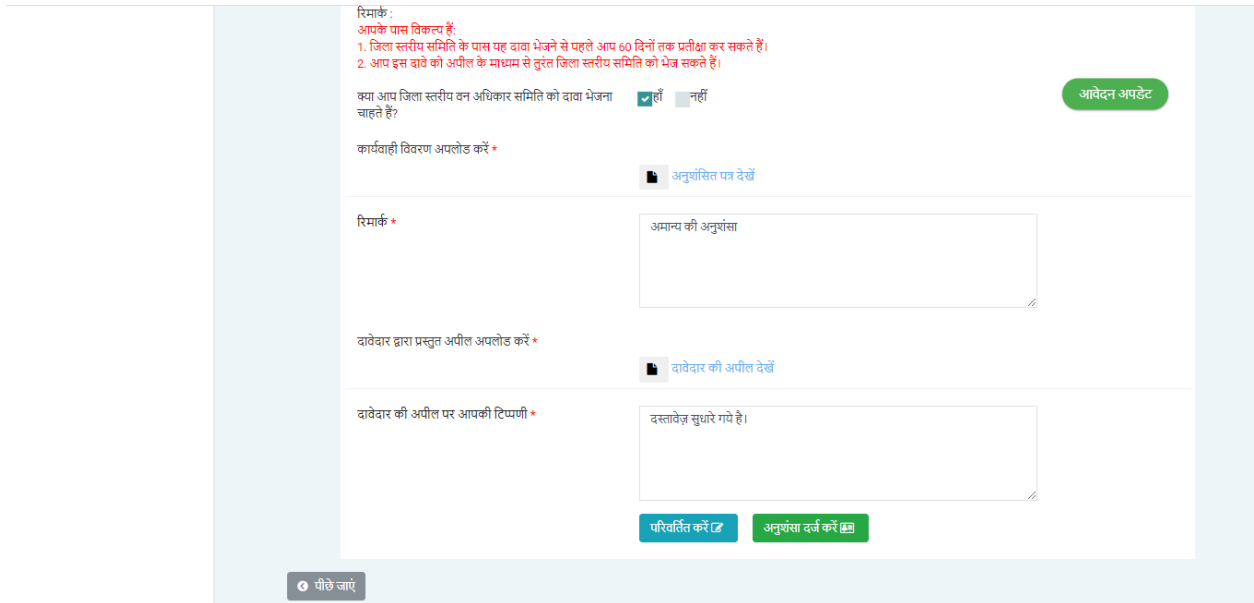 रिमार्क :
आपके पास विकल्प हैं:
1. जिला स्तरीय समिति के पास यह दावा भेजने से पहले आप 60 दिनों तक प्रतीक्षा कर सकते हैं।
2. आप इस दावे को अपील के माध्यम से तुरंत जिला स्तरीय समिति को भेज सकते हैं।
क्या आप जिला स्तरीय वन अधिकार समिति को दावा भेजना
चाहते हैं?
हाँ नहीं
आवेदन अपडेट
कार्यवाही विवरण अपलोड करें *
अनुशंसित पत्र देखें
रिमार्क *
अमान्य की अनुशंसा
दावेदार द्वारा प्रस्तुत अपील अपलोड करें *
दावेदार की अपील देखें
दावेदार की अपील पर आपकी टिप्पणी *
दस्तावेज़ सुधारे गये है।
परिवर्तित करें
अनुशंसा दर्ज करें
पीछे जाएं